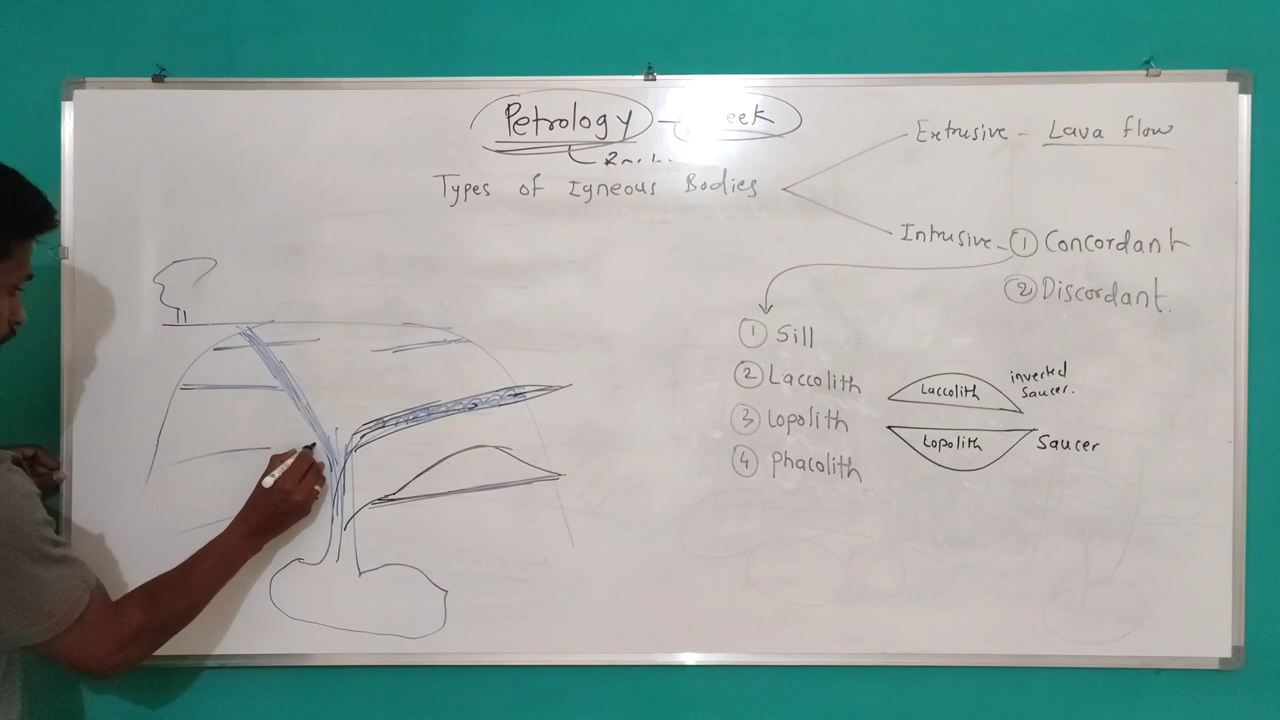 Petrology - eek
Types of Igneous Bodies
Extrusive - Lava flow
Intrusive - ① Concordant
② Discordant.
① Sill
② Laccolith
③ Lopolith
④ phacolith
Laccolith
inverted
Saucer.
Lopolith
Saucer